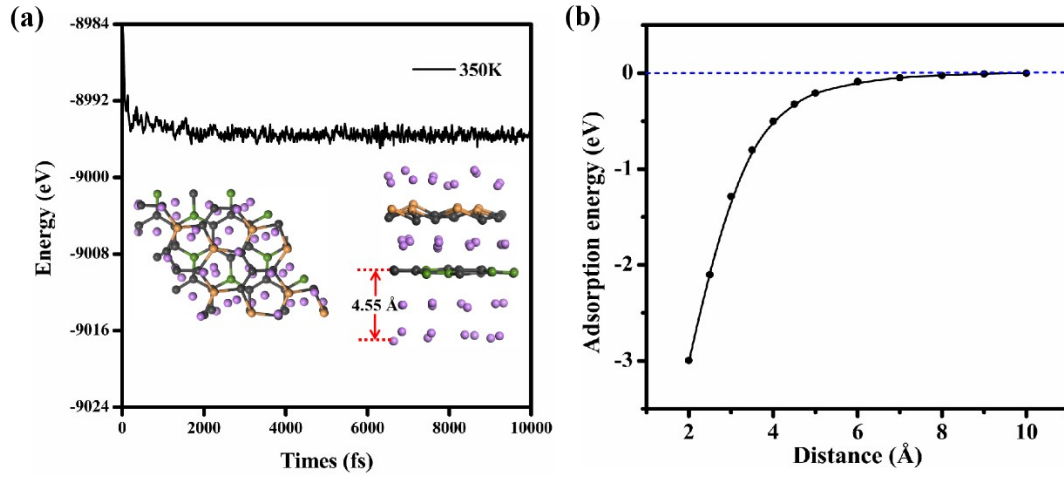 (a)
-8984
-8992
-9000
-9008
-9016
-9024
Energy (eV)
350K
4.55 Å
0
2000
4000
6000
8000
10000
Times (fs)
(b)
0
-1
-2
-3
Adsorption energy (eV)
2
4
6
8
10
Distance (Å)